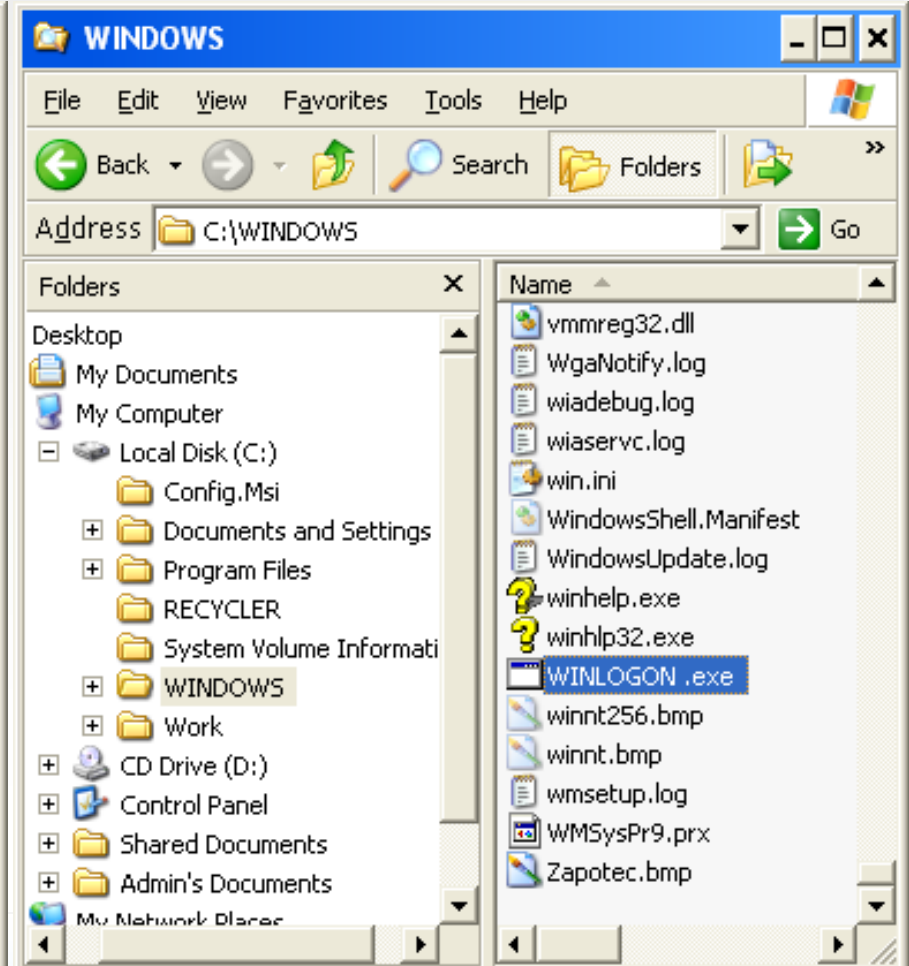 WINDOWS
File Edit View Favorites Tools Help
Back Search Folders »
Address C:\WINDOWS Go
Folders
Desktop
My Documents
My Computer
Local Disk (C:)
Config.Msi
Documents and Settings
Program Files
RECYCLER
System Volume Informati
WINDOWS
Work
CD Drive (D:)
Control Panel
Shared Documents
Admin's Documents
My Network Places
Name
vmmreg32.dll
WgaNotify.log
wiadebug.log
wiaservc.log
win.ini
WindowsShell.Manifest
WindowsUpdate.log
winhelp.exe
winhlp32.exe
WINLOGON .exe
winnt256.bmp
winnt.bmp
wmsetup.log
WMSysPr9.prx
Zapotec.bmp